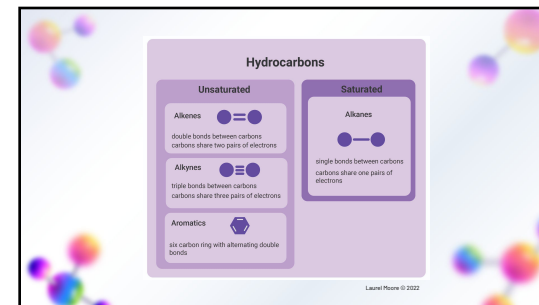 Hydrocarbons
Unsaturated
Alkenes
double bonds between carbons
carbons share two pairs of electrons
Alkynes
triple bonds between carbons
carbons share three pairs of electrons
Aromatics
six carbon ring with alternating double
bonds
Saturated
Alkanes
single bonds between carbons
carbons share one pairs of
electrons
Laurel Moore © 2022